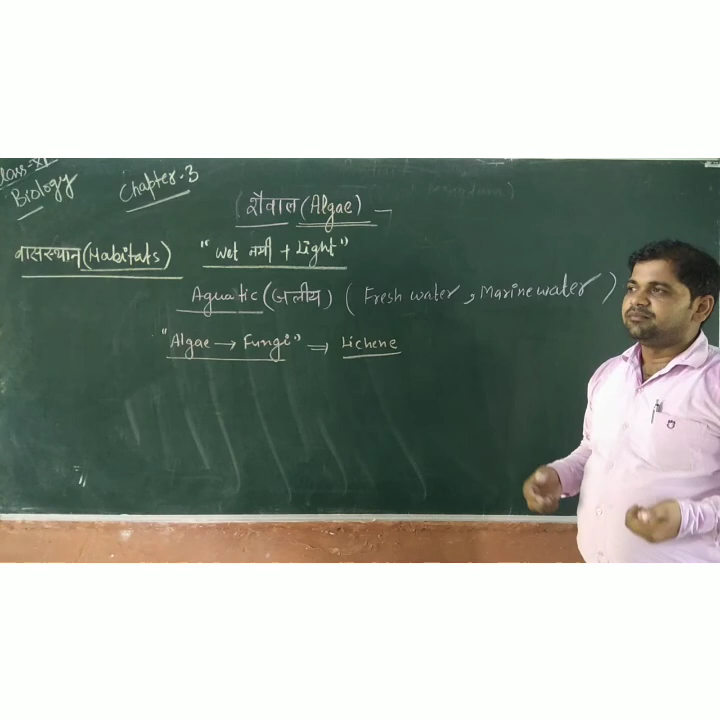 Class-XI
Biology
Chapter-3
(शैवाल (Algae)
वासस्थान (Habitats) "Wet नमी + Light"
Aquatic (जलीय) ( Fresh water , Marine water )
"Algae → Fungi" ⇒ Lichene